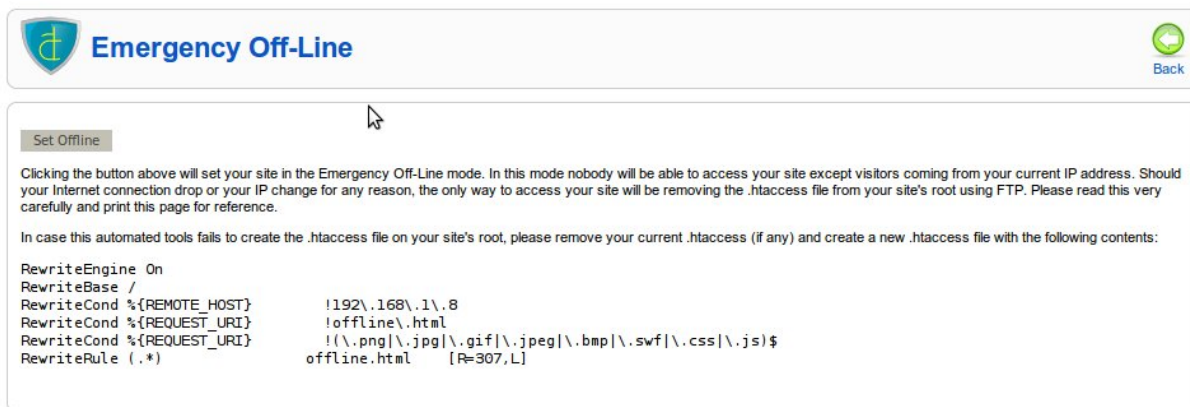 Emergency Off-Line
Back
Set Offline
Clicking the button above will set your site in the Emergency Off-Line mode. In this mode nobody will be able to access your site except visitors coming from your current IP address. Should
your Internet connection drop or your IP change for any reason, the only way to access your site will be removing the .htaccess file from your site's root using FTP. Please read this very
carefully and print this page for reference.
In case this automated tools fails to create the .htaccess file on your site's root, please remove your current .htaccess (if any) and create a new .htaccess file with the following contents:
RewriteEngine On
RewriteBase /
RewriteCond %{REMOTE_HOST} !192\.168\.1\.8
RewriteCond %{REQUEST_URI} !offline\.html
RewriteCond %{REQUEST_URI} !(\.png|\.jpg|\.gif|\.jpeg|\.bmp|\.swf|\.css|\.js)$
RewriteRule (.*) offline.html [R=307,L]